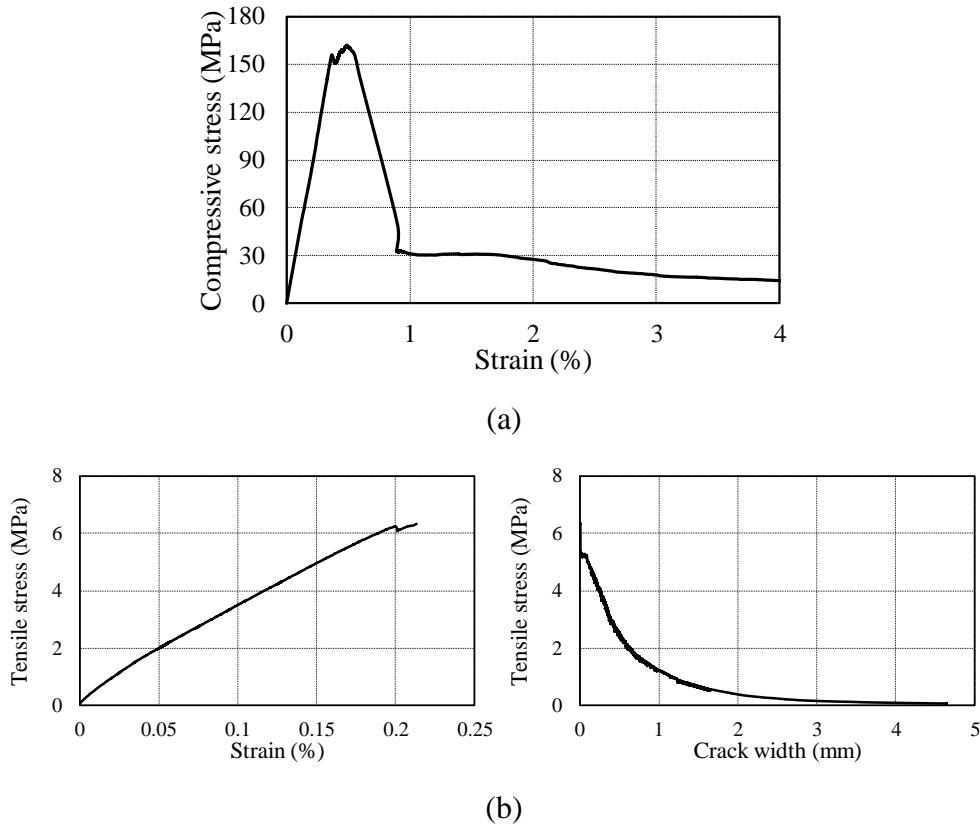 180
150
120
90
60
30
0
Compressive stress (MPa)
0 1 2 3 4
Strain (%)
(a)
8
6
4
2
0
Tensile stress (MPa)
0 0.05 0.1 0.15 0.2 0.25
Strain (%)
8
6
4
2
0
Tensile stress (MPa)
0 1 2 3 4 5
Crack width (mm)
(b)